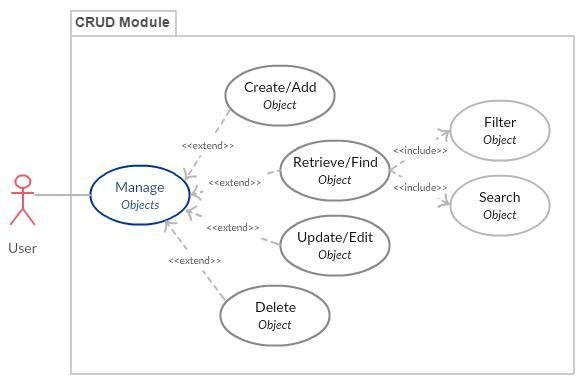 CRUD Module
Create/Add
Object
<<extend>>
Filter
Object
<<include>>
Retrieve/Find
Object
<<extend>>
<<include>>
Search
Object
Manage
Objects
User
<<extend>>
Update/Edit
Object
<<extend>>
Delete
Object